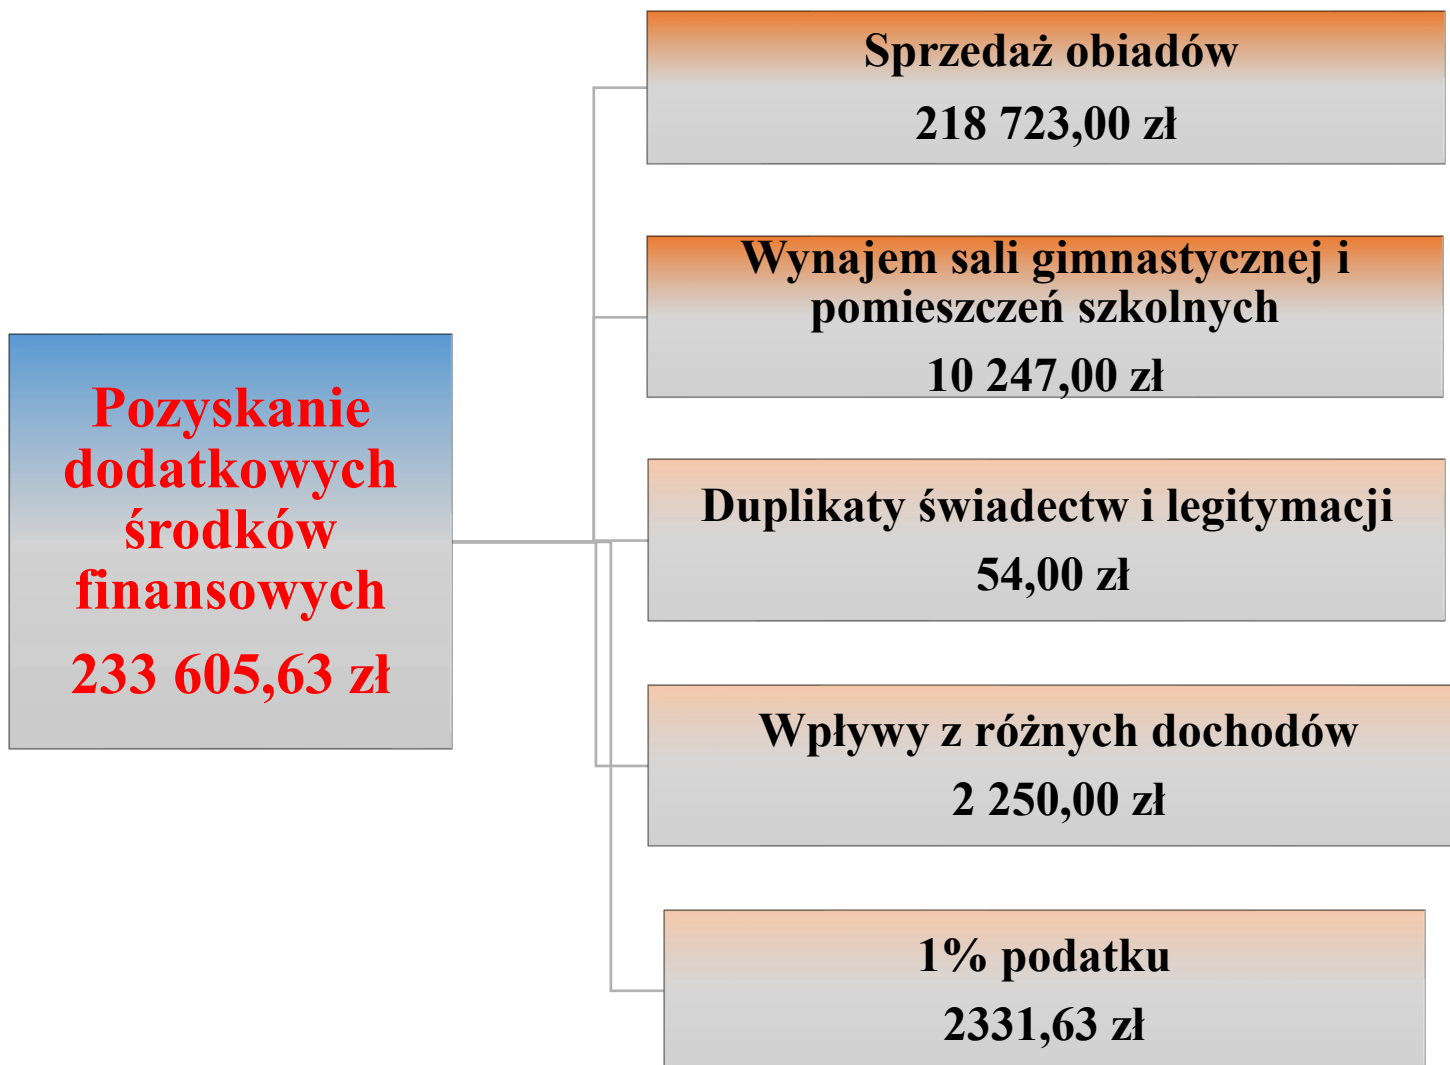 Sprzedaż obiadów
218 723,00 zł
Wynajem sali gimnastycznej i
pomieszczeń szkolnych
10 247,00 zł
Pozyskanie
dodatkowych
środków
finansowych
233 605,63 zł
Duplikaty świadectw i legitymacji
54,00 zł
Wpływy z różnych dochodów
2 250,00 zł
1% podatku
2331,63 zł